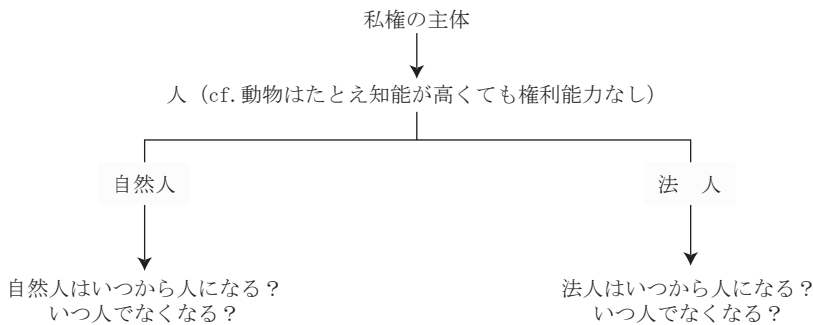 私権の主体
人（cf.動物はたとえ知能が高くても権利能力なし）
自然人
法　人
自然人はいつから人になる？
いつ人でなくなる？
法人はいつから人になる？
いつ人でなくなる？